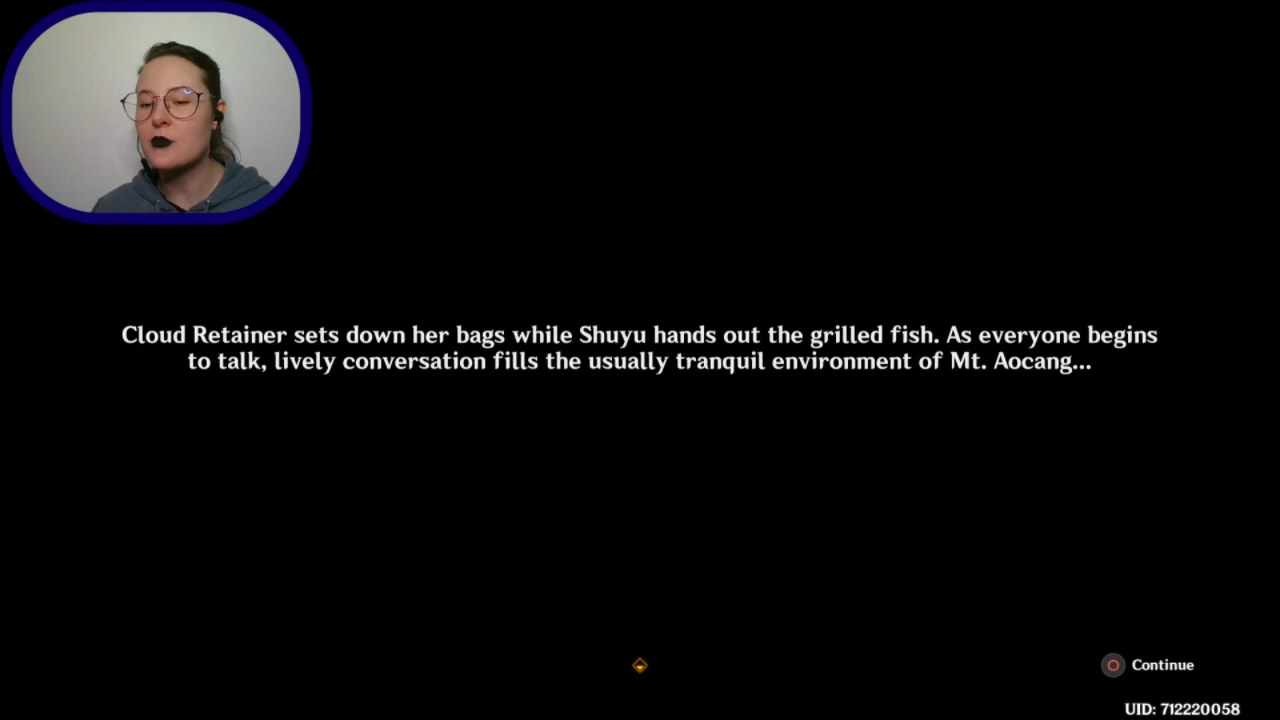 Cloud Retainer sets down her bags while Shuyu hands out the grilled fish. As everyone begins
to talk, lively conversation fills the usually tranquil environment of Mt. Aocang...
Continue
UID: 712220058